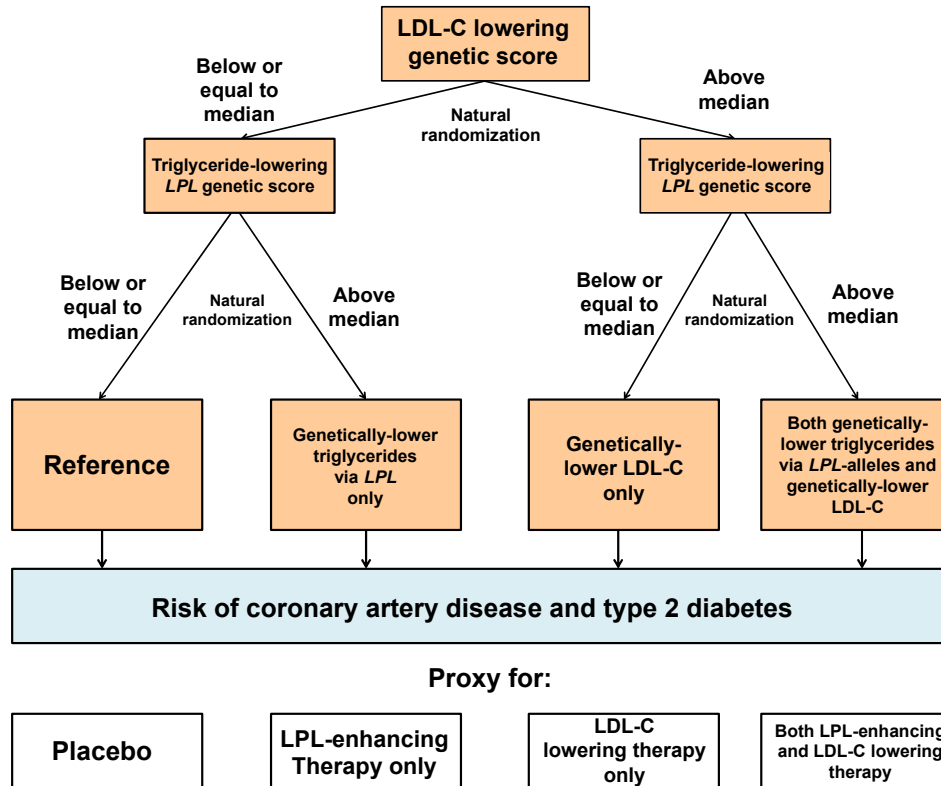 LDL-C lowering
genetic score
Below or
equal to
median
Above
median
Natural
randomization
Triglyceride-lowering
LPL genetic score
Triglyceride-lowering
LPL genetic score
Below or
equal to
median
Natural
randomization
Above
median
Below or
equal to
median
Natural
randomization
Above
median
Reference
Genetically-lower
triglycerides
via LPL
only
Genetically-
lower LDL-C
only
Both genetically-
lower triglycerides
via LPL-alleles and
genetically-lower
LDL-C
Risk of coronary artery disease and type 2 diabetes
Proxy for:
Placebo
LPL-enhancing
Therapy only
LDL-C
lowering therapy
only
Both LPL-enhancing
and LDL-C lowering
therapy